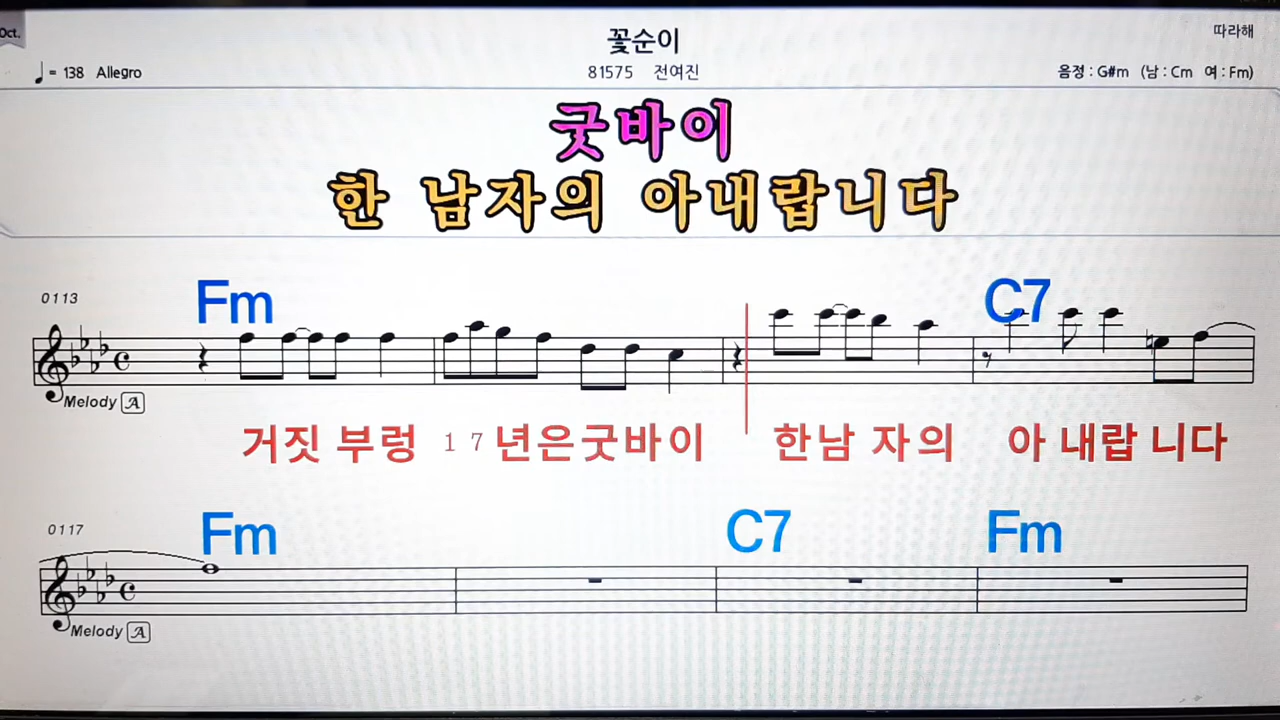 Oct.
꽃순이
따라해
♩= 138 Allegro
81575 전여진
음정 : G#m (남 : Cm 여 : Fm)
굿바이
한 남자의 아내랍니다
Fm C7
0113
Melody A
거짓 부렁 17 년은굿바이 한남 자의 아 내랍 니다
Fm C7 Fm
0117
Melody A